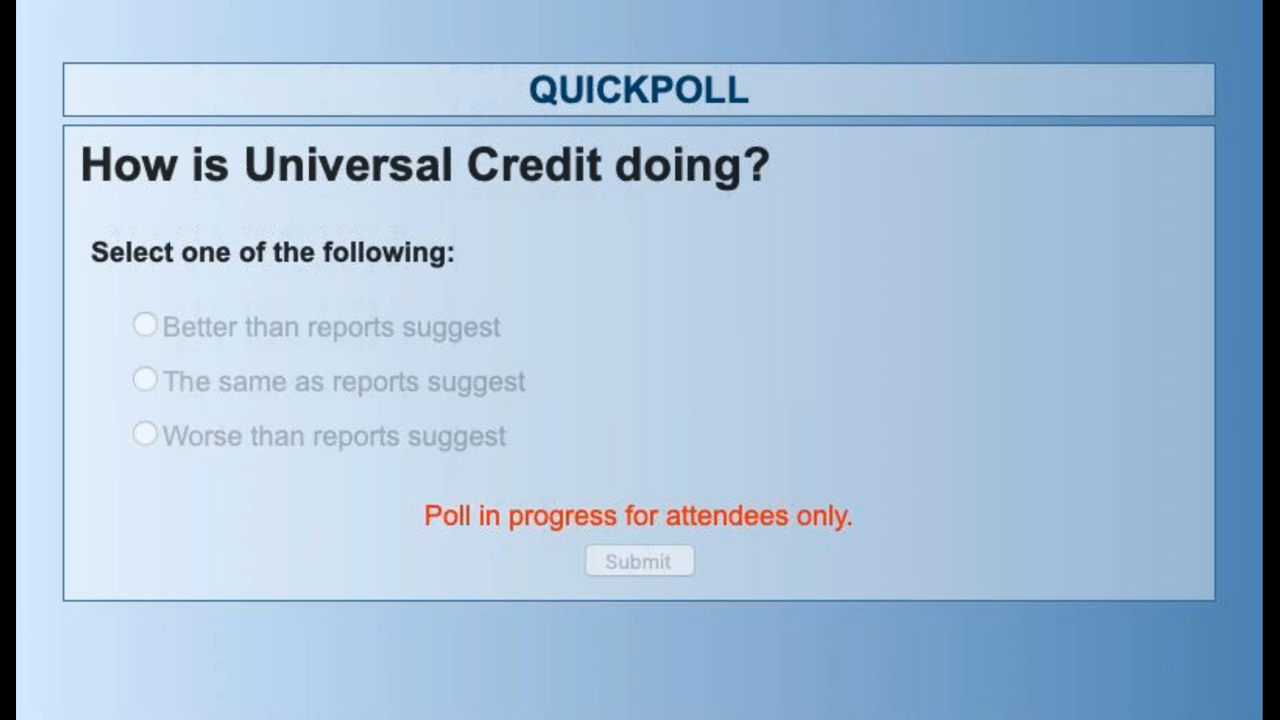 QUICKPOLL
How is Universal Credit doing?
Select one of the following:
Better than reports suggest
The same as reports suggest
Worse than reports suggest
Poll in progress for attendees only.
Submit